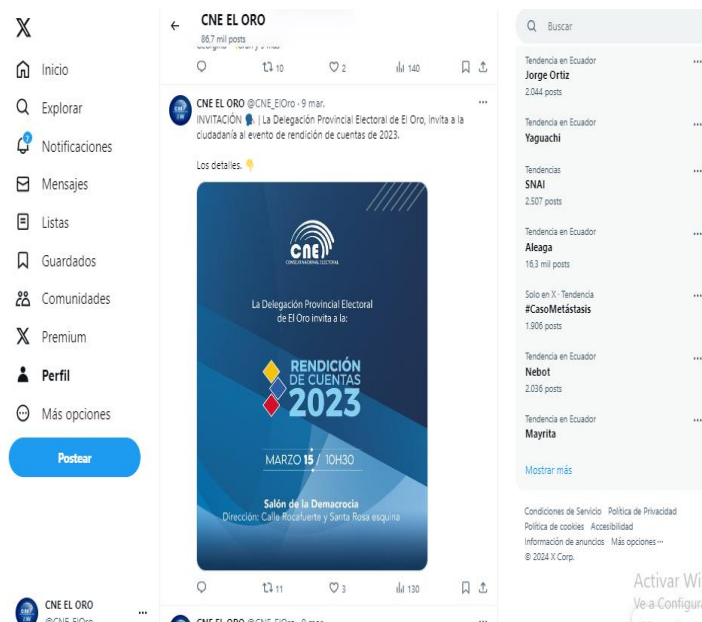 Inicio
Explorar
Notificaciones
Mensajes
Listas
Guardados
Comunidades
Premium
Perfil
Más opciones
Postear
CNE EL ORO
@CNE_ElOro
CNE EL ORO
86,7 mil posts
10
2
140
CNE EL ORO @CNE_ElOro · 9 mar.
INVITACIÓN | La Delegación Provincial Electoral de El Oro, invita a la
ciudadanía al evento de rendición de cuentas de 2023.
Los detalles.
CNE
CONSEJO NACIONAL ELECTORAL
La Delegación Provincial Electoral
de El Oro invita a la:
RENDICIÓN
DE CUENTAS
2023
MARZO 15 / 10H30
Salón de la Demacrocia
Dirección: Calle Rocafuerte y Santa Rosa esquina
11
3
130
CNE EL ORO @CNE_ElOro · 9 mar.
Buscar
Tendencia en Ecuador
Jorge Ortiz
2.044 posts
Tendencia en Ecuador
Yaguachi
Tendencias
SNAI
2.507 posts
Tendencia en Ecuador
Aleaga
16,3 mil posts
Solo en X · Tendencia
#CasoMetástasis
1.906 posts
Tendencia en Ecuador
Nebot
2.036 posts
Tendencia en Ecuador
Mayrita
Mostrar más
Condiciones de Servicio Política de Privacidad
Política de cookies Accesibilidad
Información de anuncios Más opciones ···
© 2024 X Corp.
Activar Wi
Ve a Configura